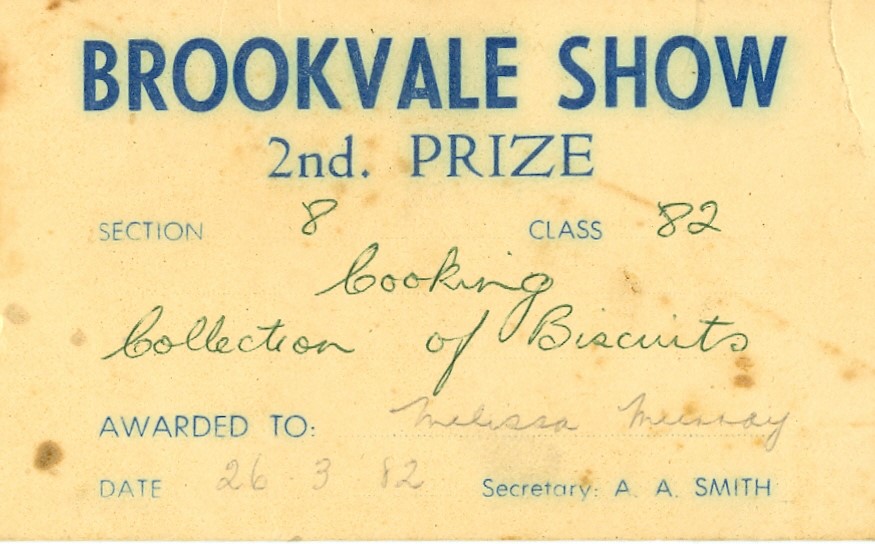 BROOKVALE SHOW
2nd. PRIZE
SECTION 8 CLASS 82
Cooking
Collection of Biscuits
AWARDED TO: Melissa Murray
DATE 26 3 82 Secretary: A. A. SMITH